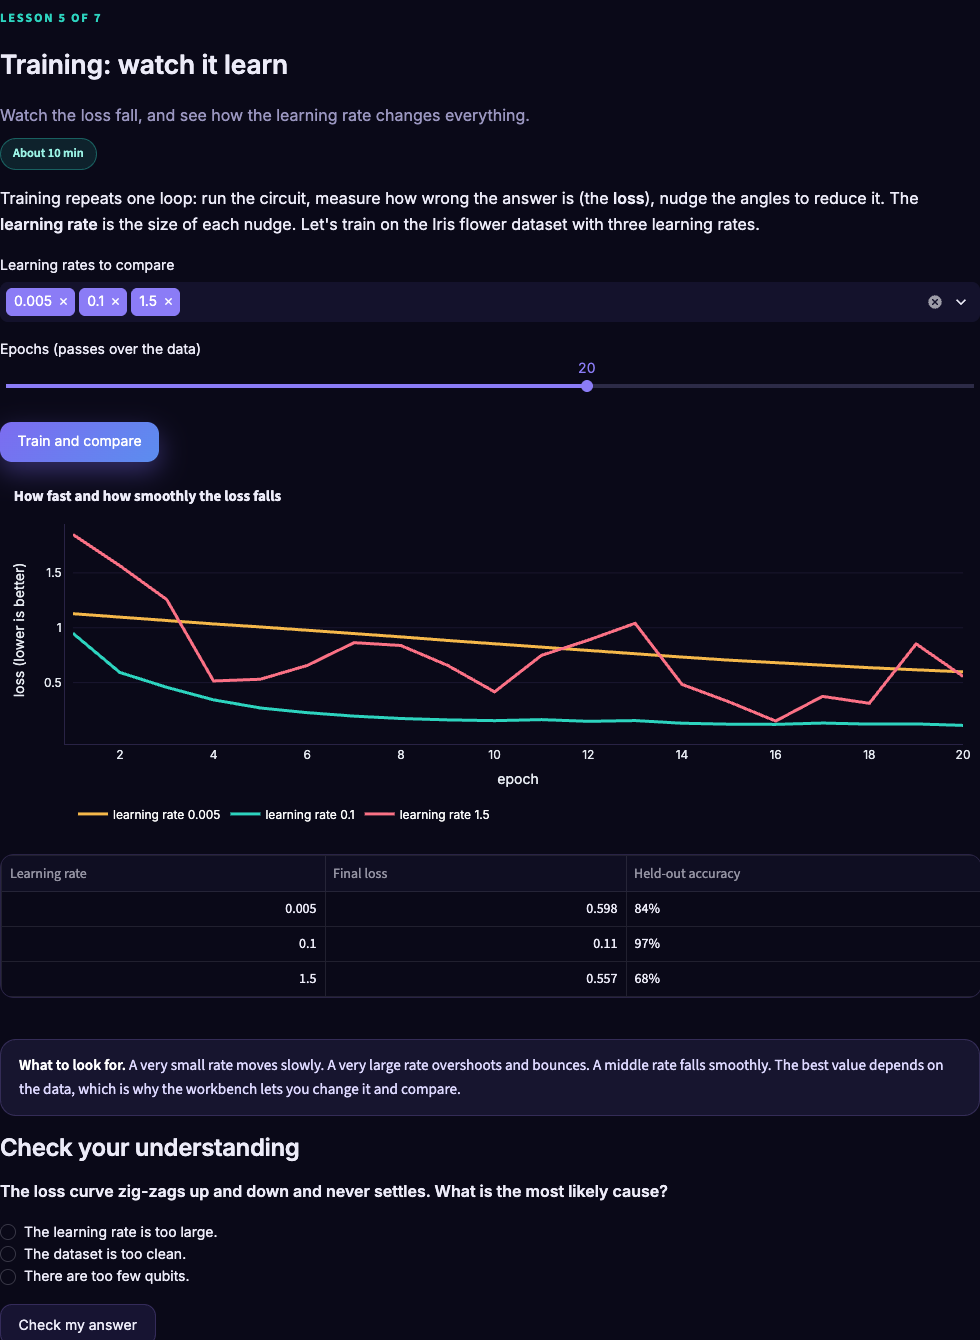 LESSON 5 OF 7
Training: watch it learn
Watch the loss fall, and see how the learning rate changes everything.
About 10 min
Training repeats one loop: run the circuit, measure how wrong the answer is (the loss), nudge the angles to reduce it. The
learning rate is the size of each nudge. Let's train on the Iris flower dataset with three learning rates.
Learning rates to compare
0.005 × 0.1 × 1.5 ×
Epochs (passes over the data)
20
Train and compare
How fast and how smoothly the loss falls
loss (lower is better)
1.5
1
0.5
2 4 6 8 10 12 14 16 18 20
epoch
learning rate 0.005 learning rate 0.1 learning rate 1.5
Learning rate Final loss Held-out accuracy
0.005 0.598 84%
0.1 0.11 97%
1.5 0.557 68%
What to look for. A very small rate moves slowly. A very large rate overshoots and bounces. A middle rate falls smoothly. The best value depends on
the data, which is why the workbench lets you change it and compare.
Check your understanding
The loss curve zig-zags up and down and never settles. What is the most likely cause?
The learning rate is too large.
The dataset is too clean.
There are too few qubits.
Check my answer